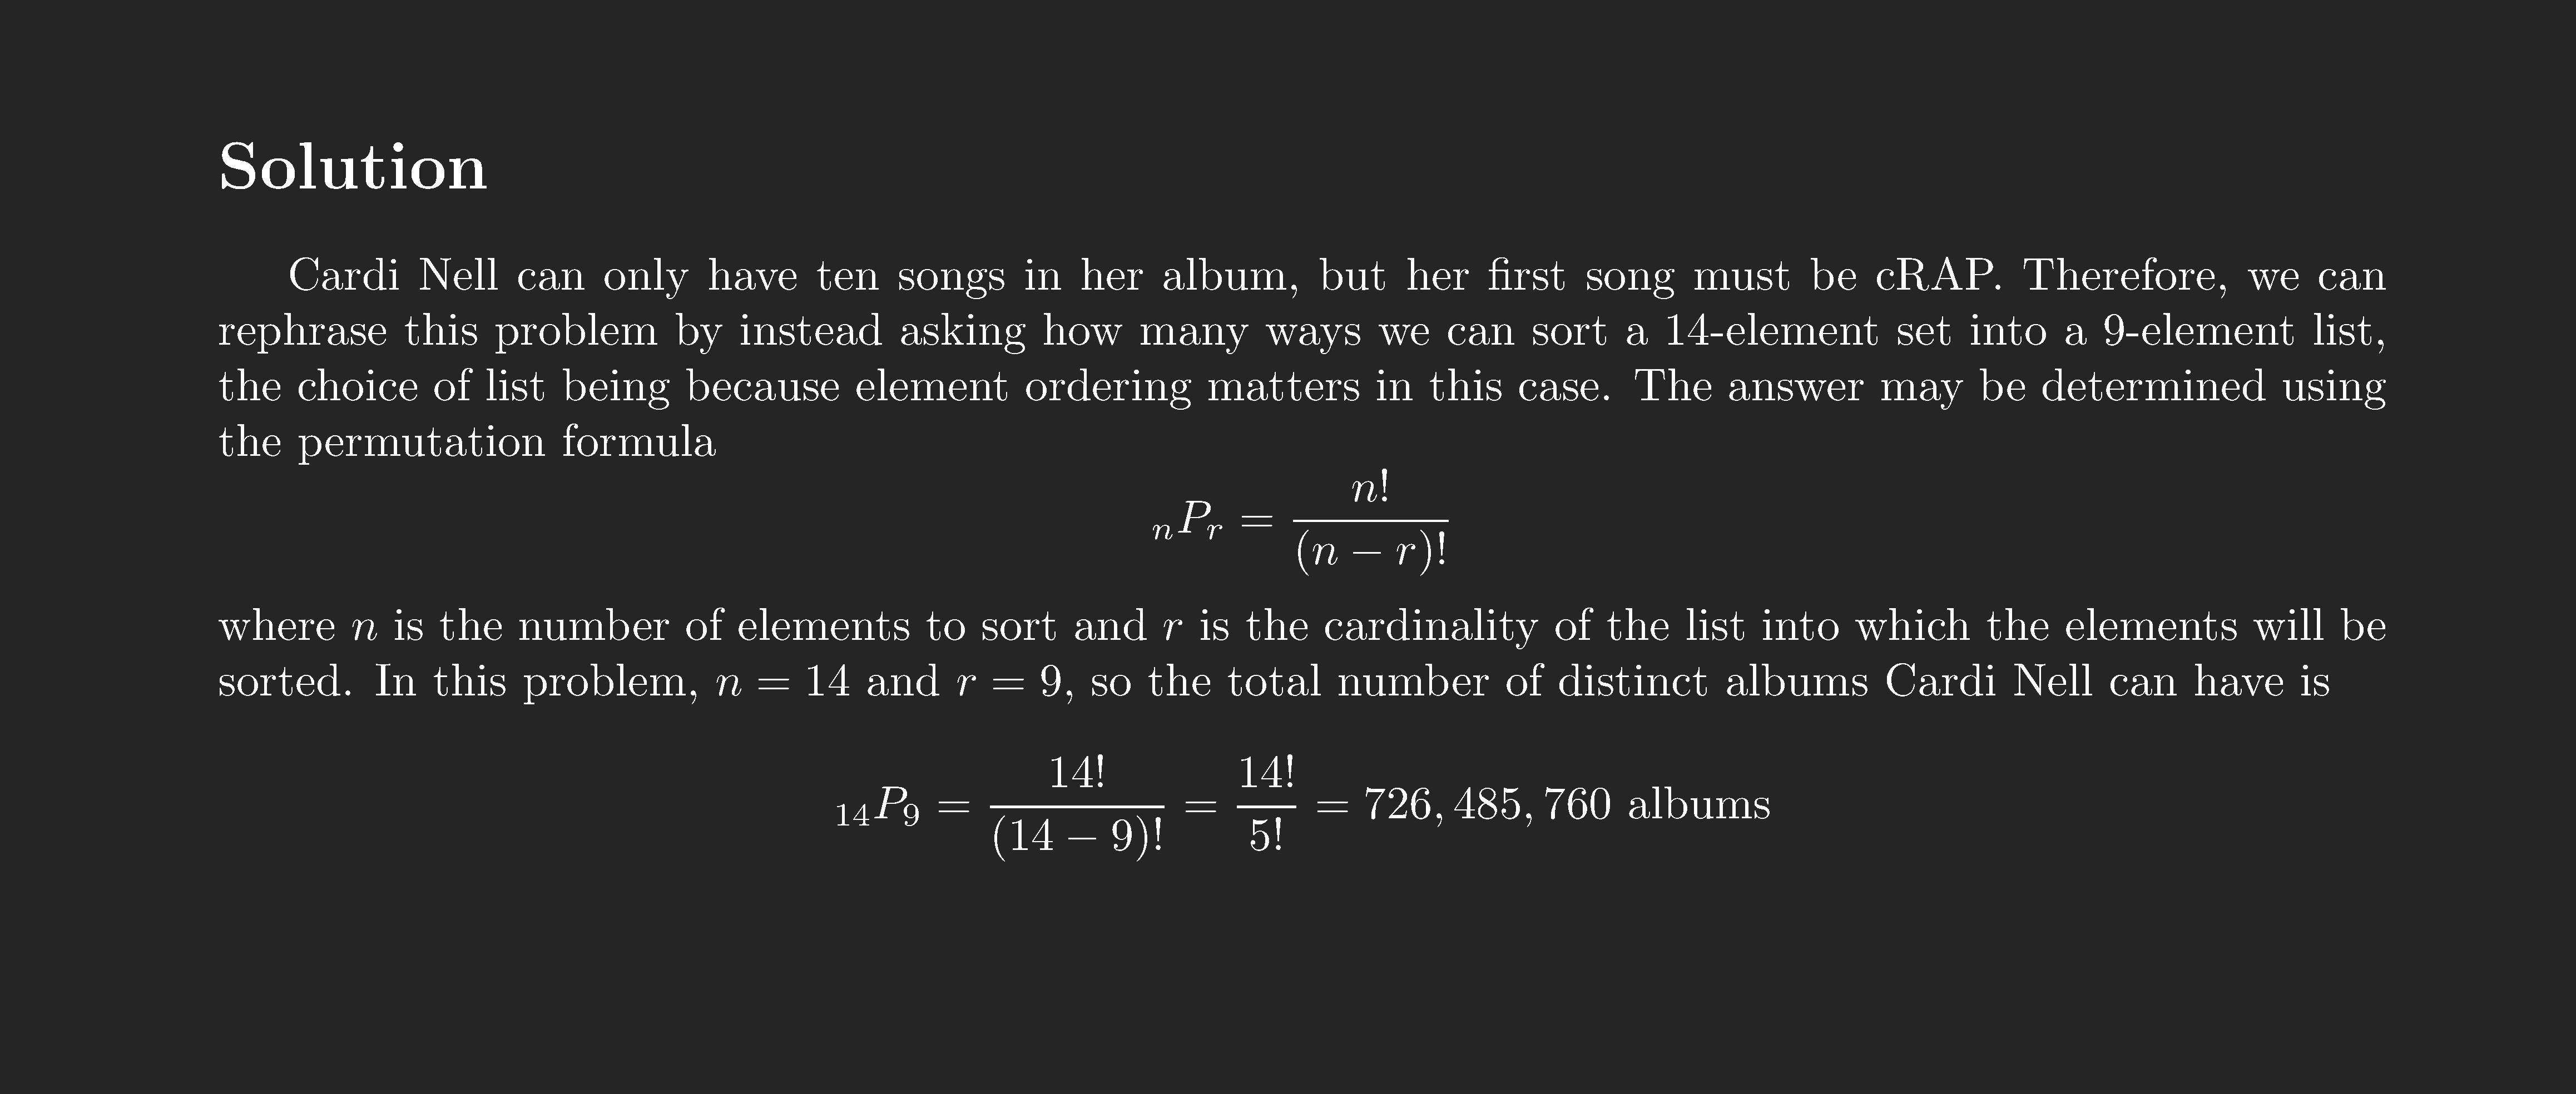 Solution
Cardi Nell can only have ten songs in her album, but her first song must be cRAP. Therefore, we can
rephrase this problem by instead asking how many ways we can sort a 14-element set into a 9-element list,
the choice of list being because element ordering matters in this case. The answer may be determined using
the permutation formula
$_nP_r = \frac{n!}{(n-r)!}$
where $n$ is the number of elements to sort and $r$ is the cardinality of the list into which the elements will be
sorted. In this problem, $n = 14$ and $r = 9$, so the total number of distinct albums Cardi Nell can have is
$_{14}P_9 = \frac{14!}{(14-9)!} = \frac{14!}{5!} = 726,485,760$ albums